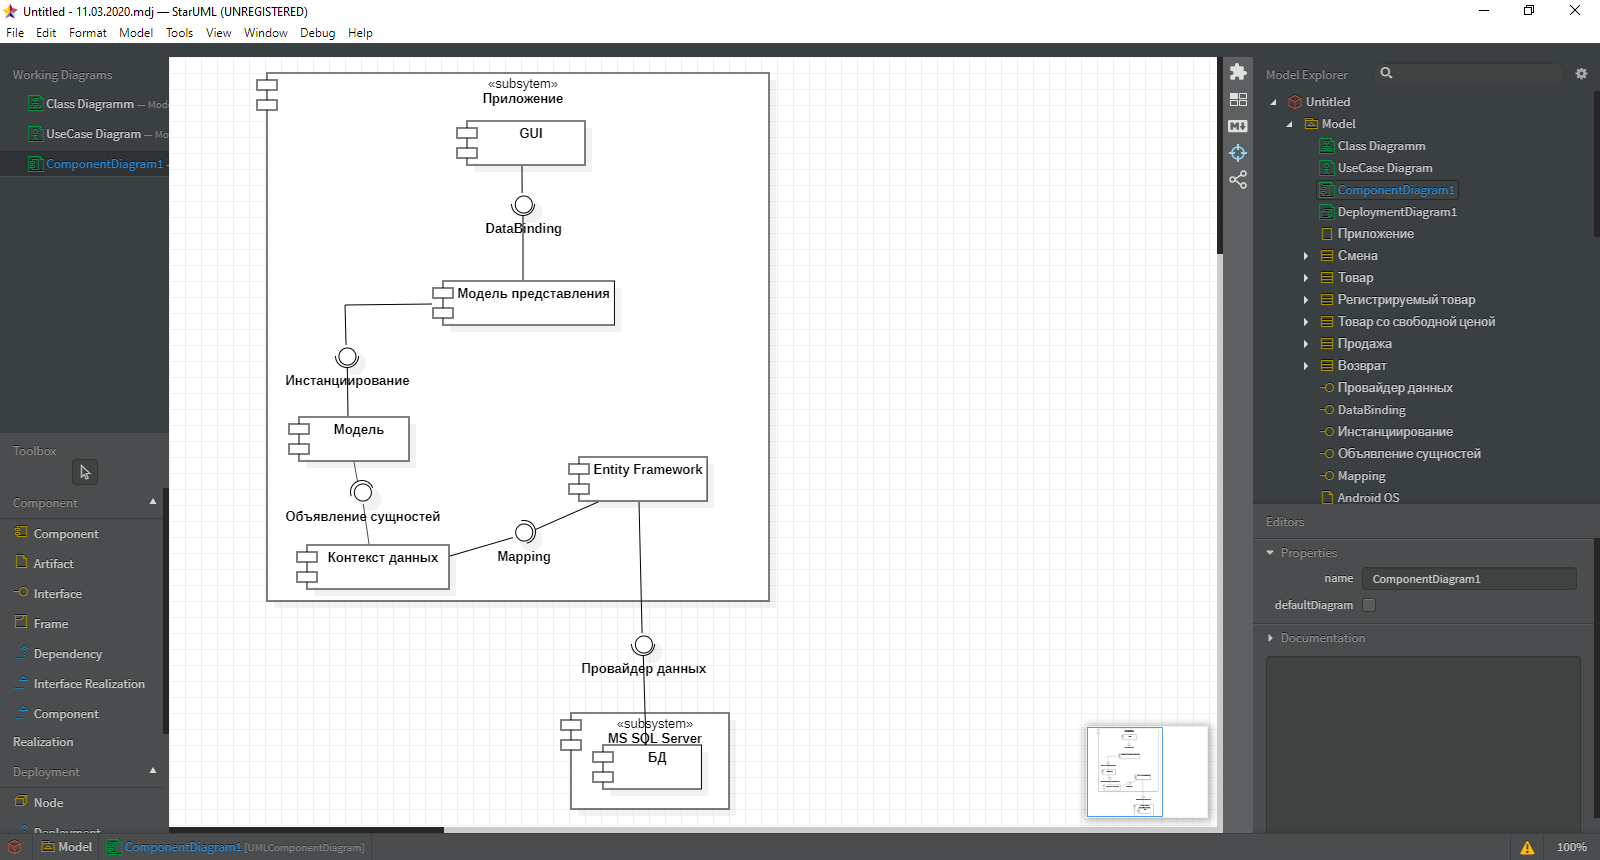 Untitled - 11.03.2020.mdj — StarUML (UNREGISTERED)
File Edit Format Model Tools View Window Debug Help
Working Diagrams
Class Diagramm — Mode
UseCase Diagram — Mo
ComponentDiagram1 -
Toolbox
Component
Component
Artifact
Interface
Frame
Dependency
Interface Realization
Component
Realization
Deployment
Node
Deployment
«subsytem»
Приложение
GUI
DataBinding
Модель представления
Инстанциирование
Модель
Entity Framework
Объявление сущностей
Контекст данных
Mapping
Провайдер данных
«subsystem»
MS SQL Server
БД
M
Model Explorer
Untitled
Model
Class Diagramm
UseCase Diagram
ComponentDiagram1
DeploymentDiagram1
Приложение
Смена
Товар
Регистрируемый товар
Товар со свободной ценой
Продажа
Возврат
Провайдер данных
DataBinding
Инстанциирование
Объявление сущностей
Mapping
Android OS
Editors
Properties
name ComponentDiagram1
defaultDiagram
Documentation
Model ComponentDiagram1 [UMLComponentDiagram]
100%